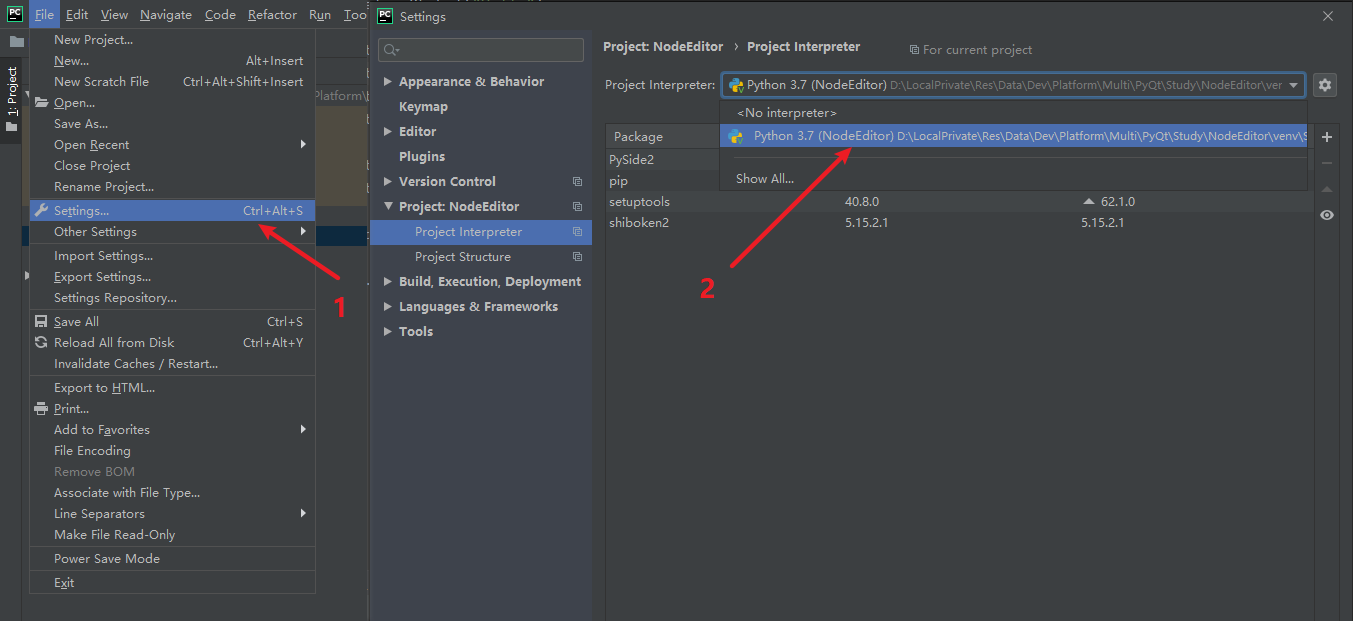 PC File Edit View Navigate Code Refactor Run Too
New Project...
New... Alt+Insert
New Scratch File Ctrl+Alt+Shift+Insert
Open...
Save As...
Open Recent
Close Project
Rename Project...
Settings... Ctrl+Alt+S
Other Settings
Import Settings...
Export Settings...
Settings Repository...
Save All Ctrl+S
Reload All from Disk Ctrl+Alt+Y
Invalidate Caches / Restart...
Export to HTML...
Print...
Add to Favorites
File Encoding
Remove BOM
Associate with File Type...
Line Separators
Make File Read-Only
Power Save Mode
Exit
1: Project
Platform\
1
PC Settings
Appearance & Behavior
Keymap
Editor
Plugins
Version Control
Project: NodeEditor
Project Interpreter
Project Structure
Build, Execution, Deployment
Languages & Frameworks
Tools
Project: NodeEditor › Project Interpreter For current project
Project Interpreter: Python 3.7 (NodeEditor) D:\LocalPrivate\Res\Data\Dev\Platform\Multi\PyQt\Study\NodeEditor\ver
<No interpreter>
Python 3.7 (NodeEditor) D:\LocalPrivate\Res\Data\Dev\Platform\Multi\PyQt\Study\NodeEditor\venv\S
Show All...
Package
PySide2
pip
setuptools 40.8.0 62.1.0
shiboken2 5.15.2.1 5.15.2.1
2